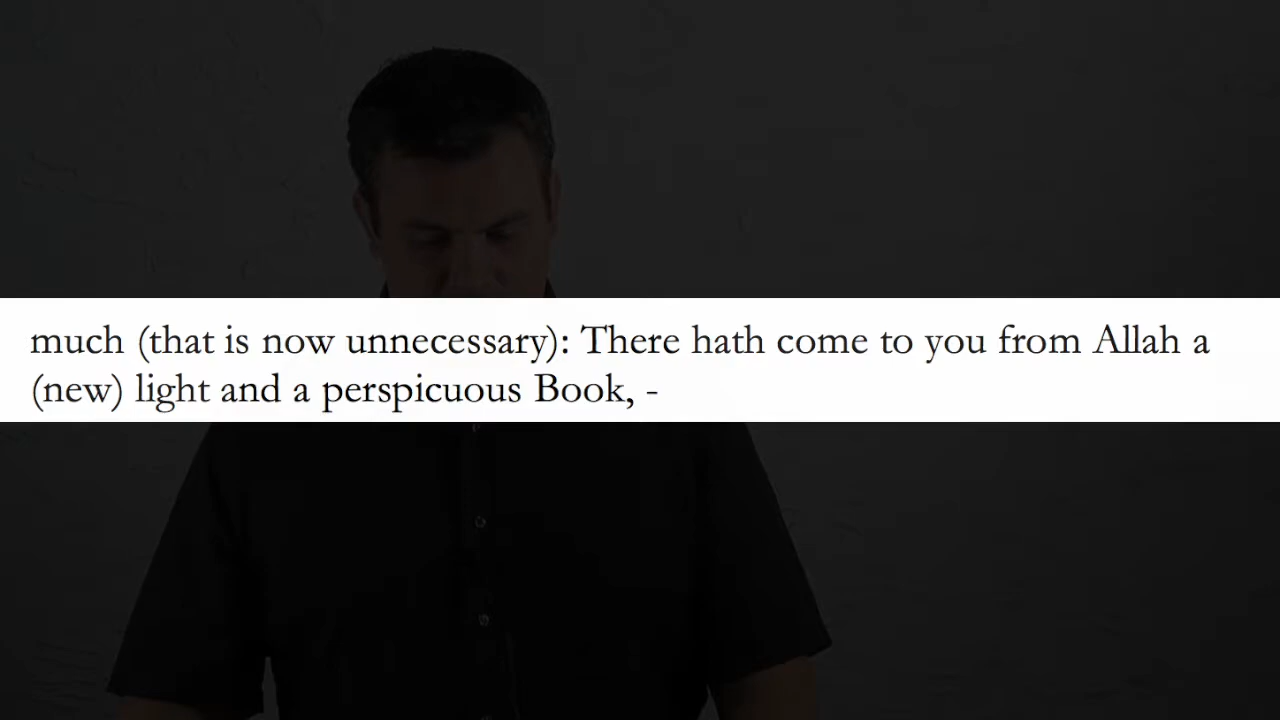 much (that is now unnecessary): There hath come to you from Allah a
(new) light and a perspicuous Book, -